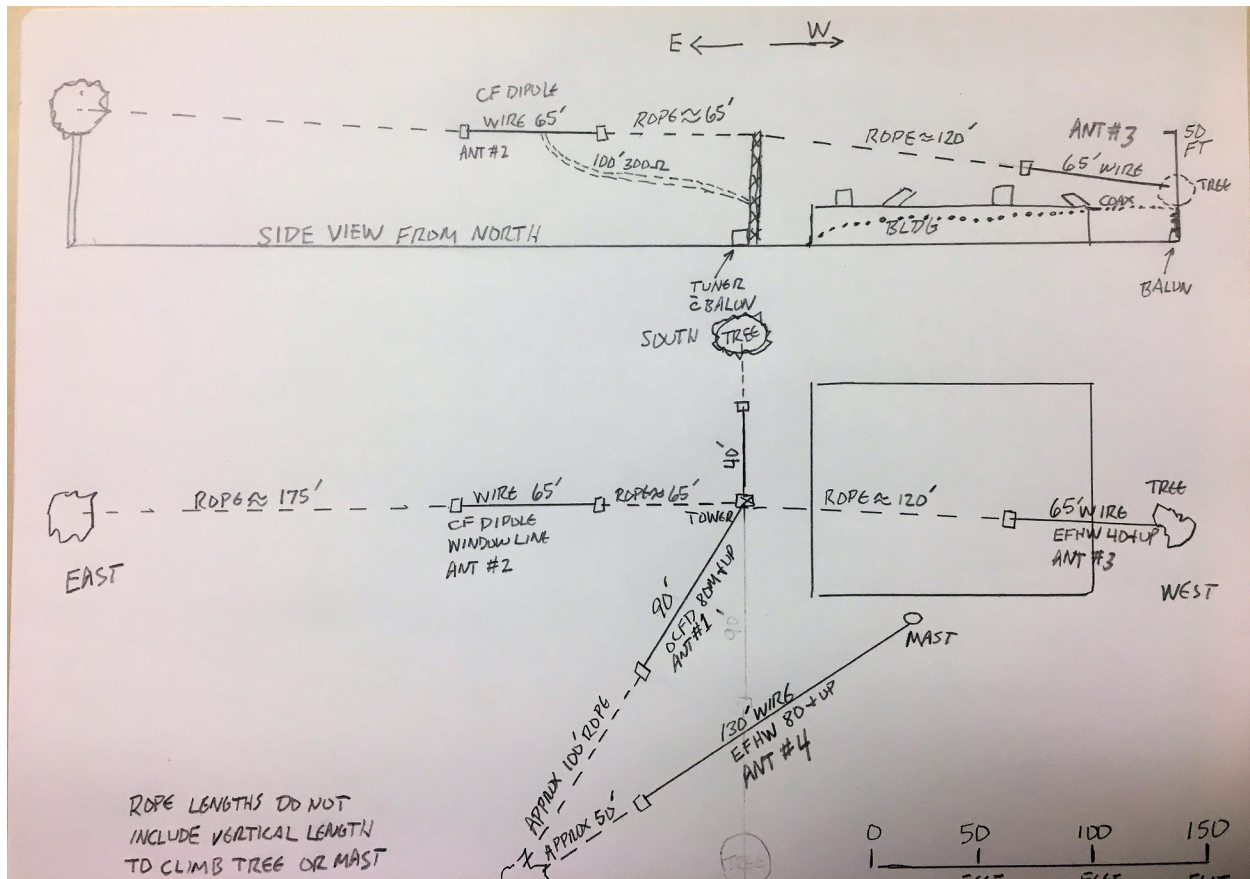 E W
CF DIPOLE
WIRE 65'
ROPE ≈ 65'
ANT #2
100' 300Ω
ROPE ≈ 120'
ANT #3
50
FT
65' WIRE
TREE
COAX
BLDG
SIDE VIEW FROM NORTH
TUNER
c̄ BALUN
BALUN
SOUTH
TREE
40'
ROPE ≈ 175'
WIRE 65'
ROPE ≈ 65'
CF DIPOLE
WINDOW LINE
ANT #2
TOWER
ROPE ≈ 120'
TREE
65' WIRE
EFHW 40+UP
ANT #3
EAST
WEST
90'
OCFD 80M+UP
ANT #1
90'
MAST
130' WIRE
EFHW 80+UP
ANT #4
APPROX 100' ROPE
APPROX 50'
TREE
ROPE LENGTHS DO NOT
INCLUDE VERTICAL LENGTH
TO CLIMB TREE OR MAST
0 50 100 150